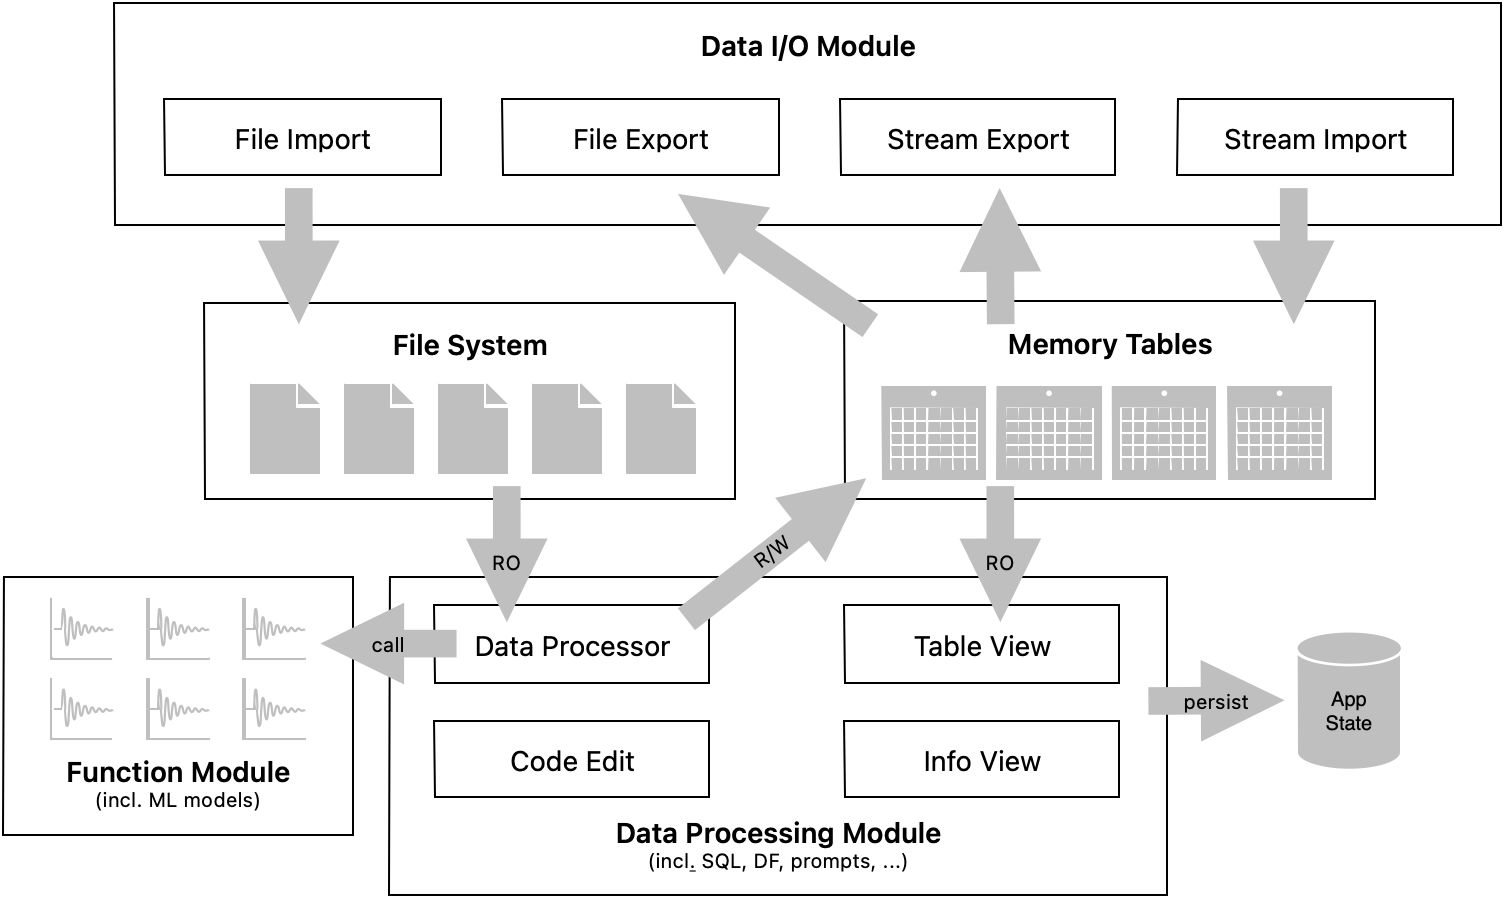 Data I/O Module
File Import
File Export
Stream Export
Stream Import
File System
Memory Tables
RO
R/W
RO
call
Data Processor
Table View
persist
App
State
Code Edit
Info View
Function Module
(incl. ML models)
Data Processing Module
(incl. SQL, DF, prompts, ...)